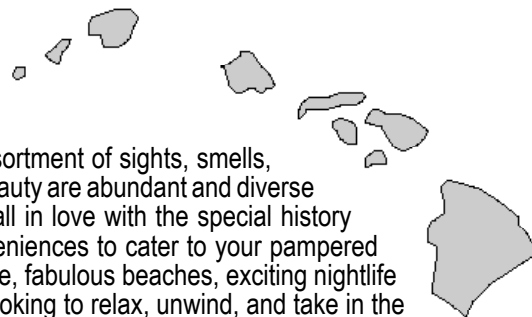 sortment of sights, smells,
auty are abundant and diverse
all in love with the special history
eniences to cater to your pampered
e, fabulous beaches, exciting nightlife
oking to relax, unwind, and take in the